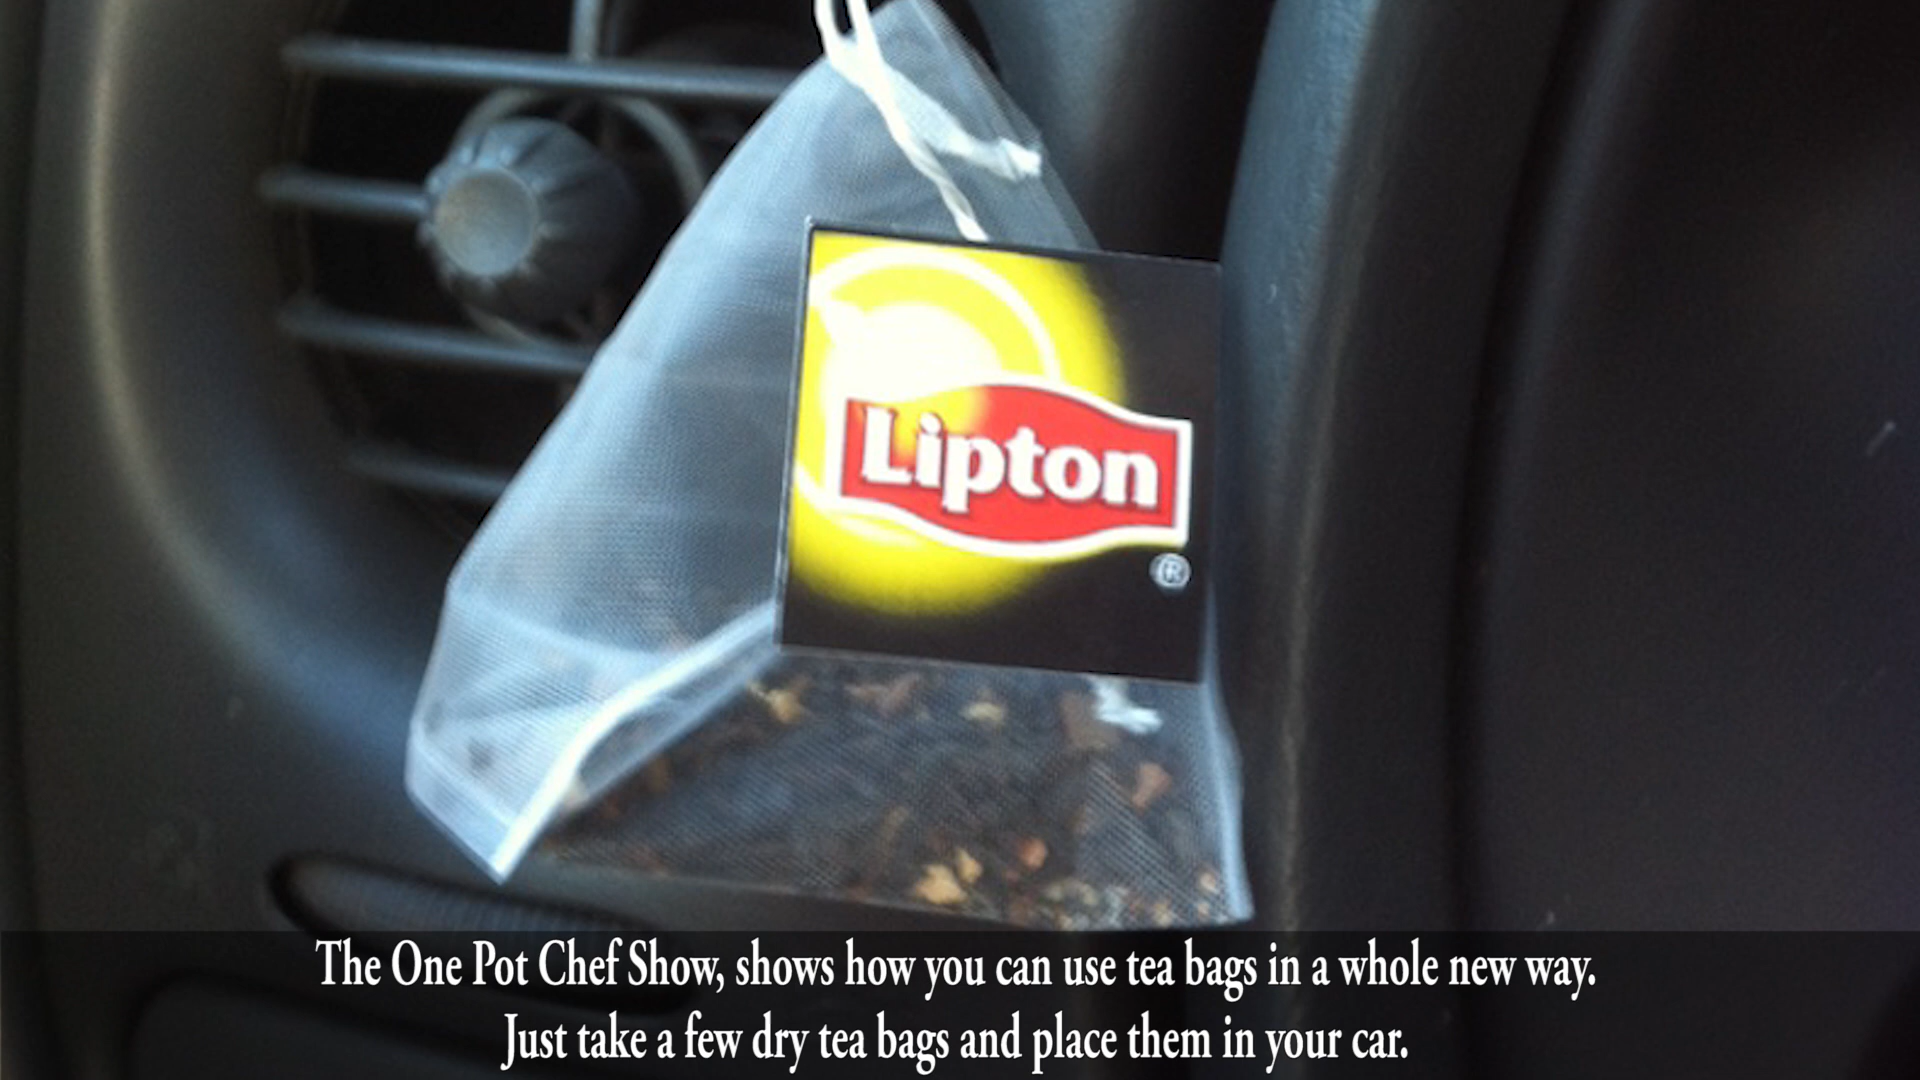 Lipton
®
The One Pot Chef Show, shows how you can use tea bags in a whole new way.
Just take a few dry tea bags and place them in your car.